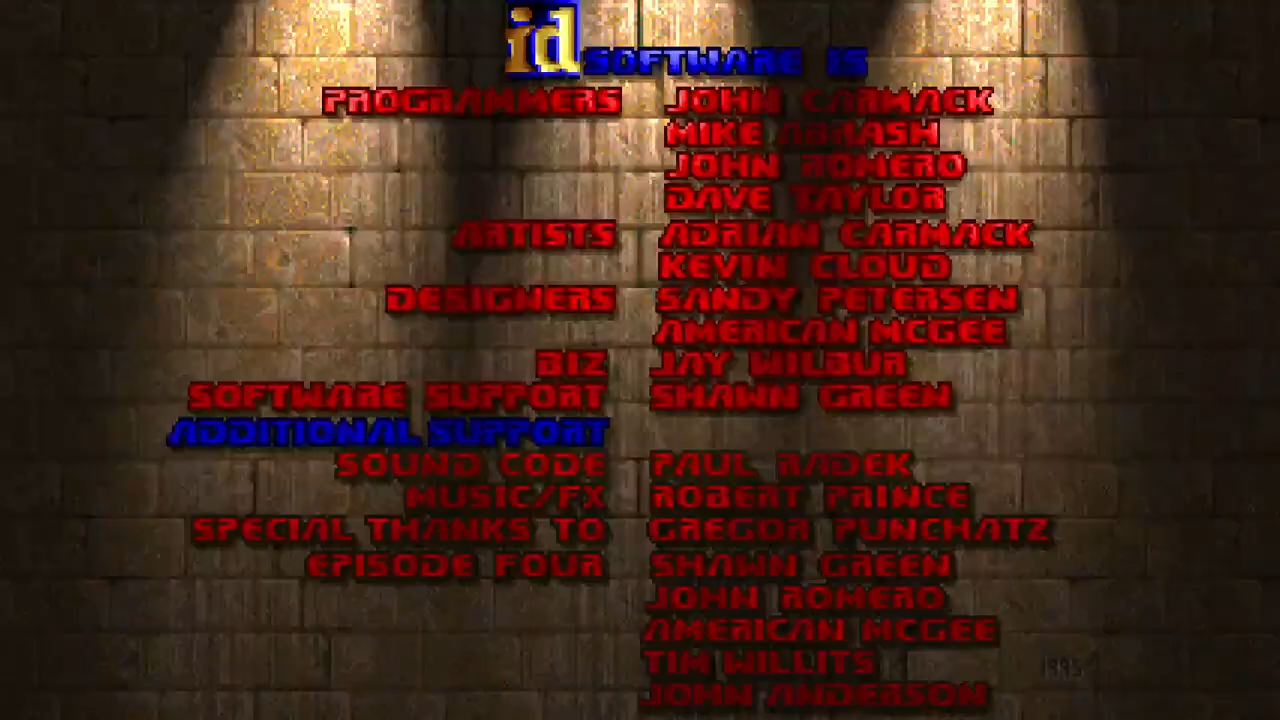 id SOFTWARE IS
PROGRAMMERS JOHN CARMACK
MIKE ABRASH
JOHN ROMERO
DAVE TAYLOR
ARTISTS ADRIAN CARMACK
KEVIN CLOUD
DESIGNERS SANDY PETERSEN
AMERICAN MCGEE
BIZ JAY WILBUR
SOFTWARE SUPPORT SHAWN GREEN
ADDITIONAL SUPPORT
SOUND CODE PAUL RADEK
MUSIC/FX ROBERT PRINCE
SPECIAL THANKS TO GREGOR PUNCHATZ
EPISODE FOUR SHAWN GREEN
JOHN ROMERO
AMERICAN MCGEE
TIM WILLITS
1995
JOHN ANDERSON